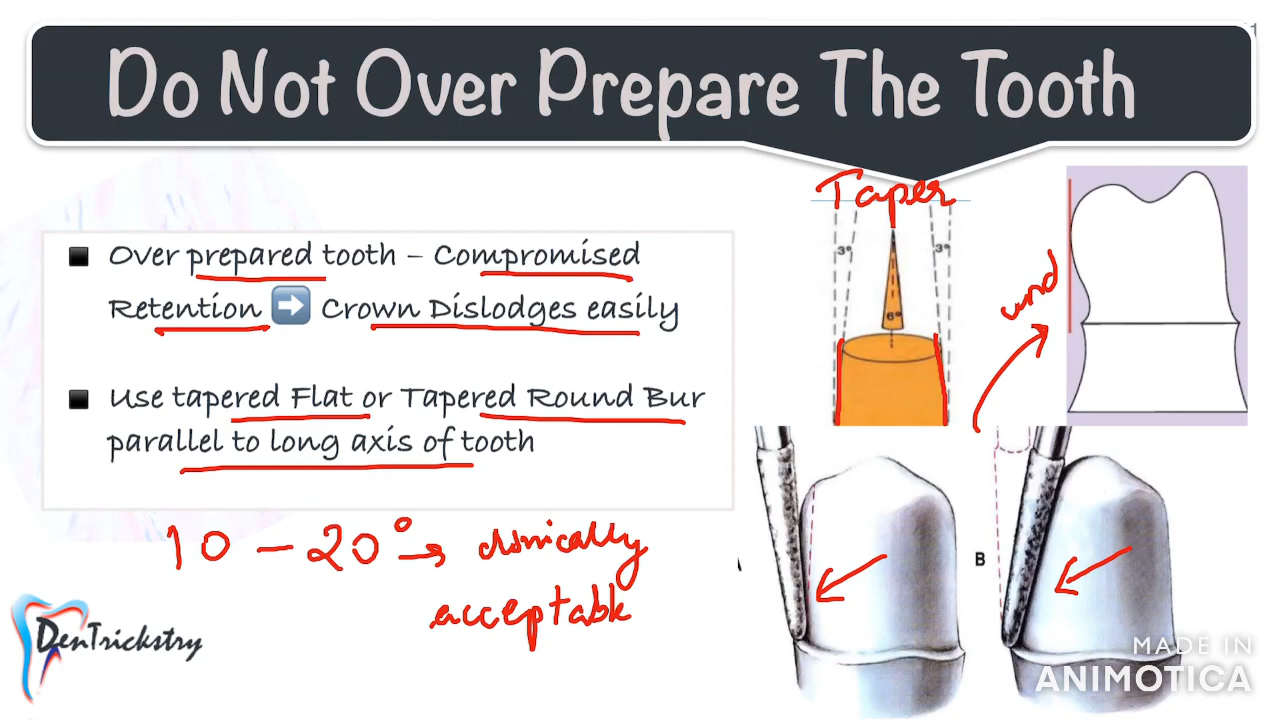 Do Not Over Prepare The Tooth
■ Over prepared tooth – Compromised
Retention ➡ Crown Dislodges easily
■ Use tapered Flat or Tapered Round Bur
parallel to long axis of tooth
10 – 20° → clinically
acceptable
Taper
3° 3°
6°
und
B
DenTrickstry
MADE IN
ANIMOTICA